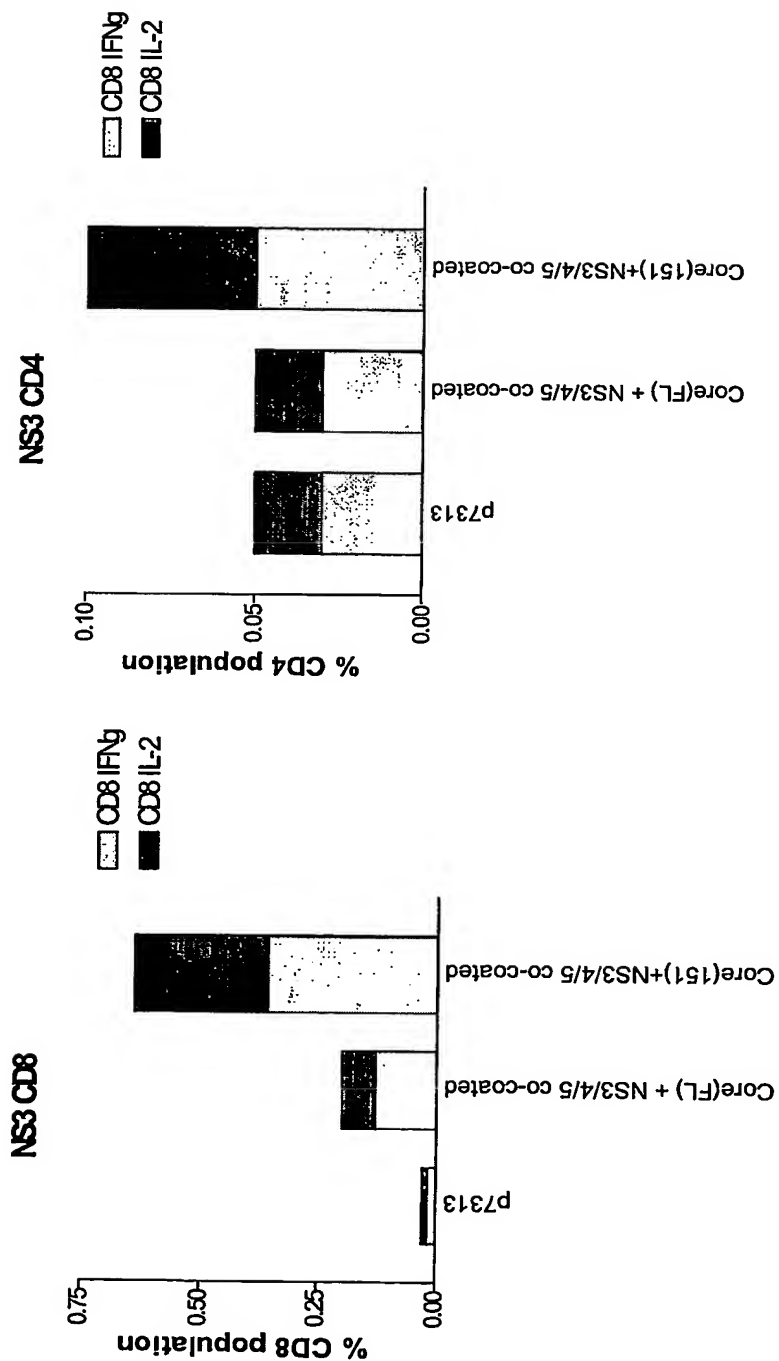 NS3 CD8
CD8 IFNg
CD8 IL-2
% CD8 population
0.75
0.50
0.25
0.00
p7313
Core(FL) + NS3/4/5 co-coated
Core(151)+NS3/4/5 co-coated
NS3 CD4
CD8 IFNg
CD8 IL-2
% CD4 population
0.10
0.05
0.00
p7313
Core(FL) + NS3/4/5 co-coated
Core(151)+NS3/4/5 co-coated